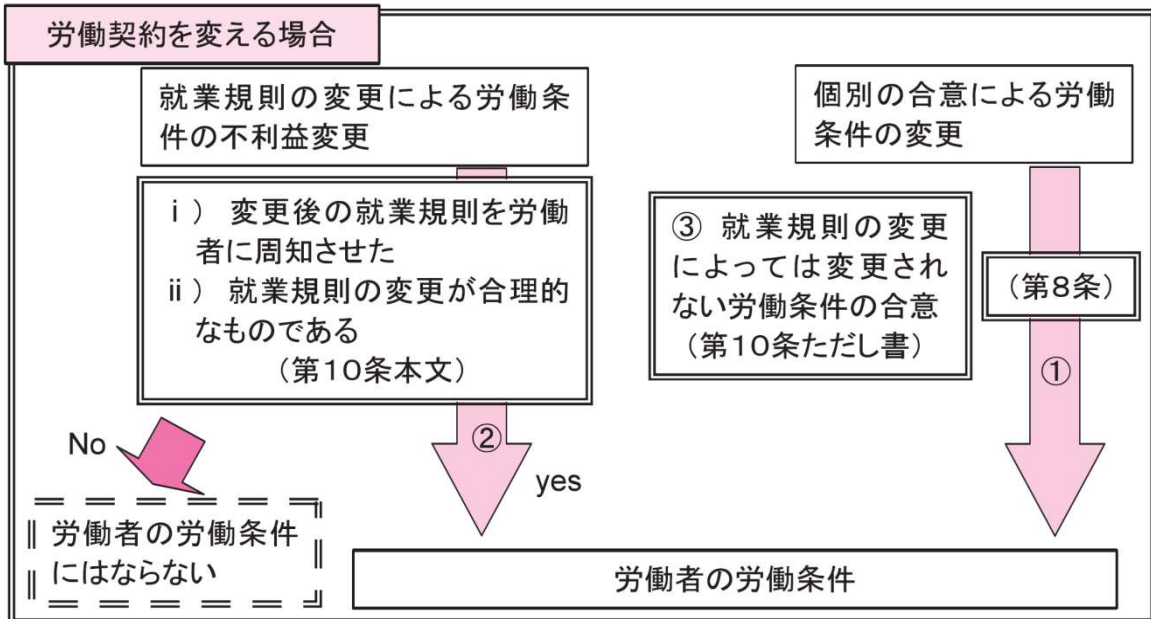 労働契約を変える場合
就業規則の変更による労働条
件の不利益変更
ⅰ） 変更後の就業規則を労働
者に周知させた
ⅱ） 就業規則の変更が合理的
なものである
（第１０条本文）
No
②
yes
労働者の労働条件
にはならない
個別の合意による労働
条件の変更
③ 就業規則の変更
によっては変更され
ない労働条件の合意
（第１０条ただし書）
（第８条）
①
労働者の労働条件